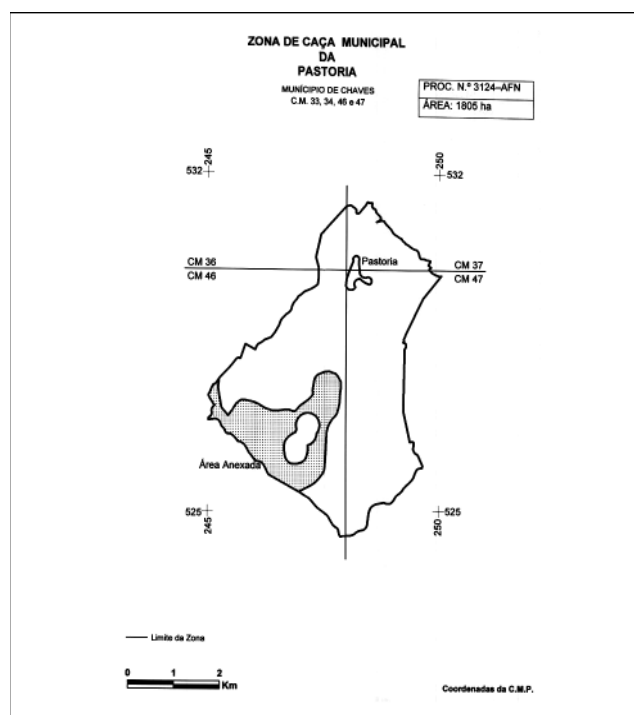 ZONA DE CAÇA MUNICIPAL
DA
PASTORIA
MUNÍCIPIO DE CHAVES
C.M. 33, 34, 46 e 47
PROC. N.º 3124–AFN
ÁREA: 1805 ha
245
532
250
532
Pastoria
CM 36
CM 37
CM 46
CM 47
Área Anexada
525
245
525
250
Limite da Zona
0 1 2
Km
Coordenadas da C.M.P.